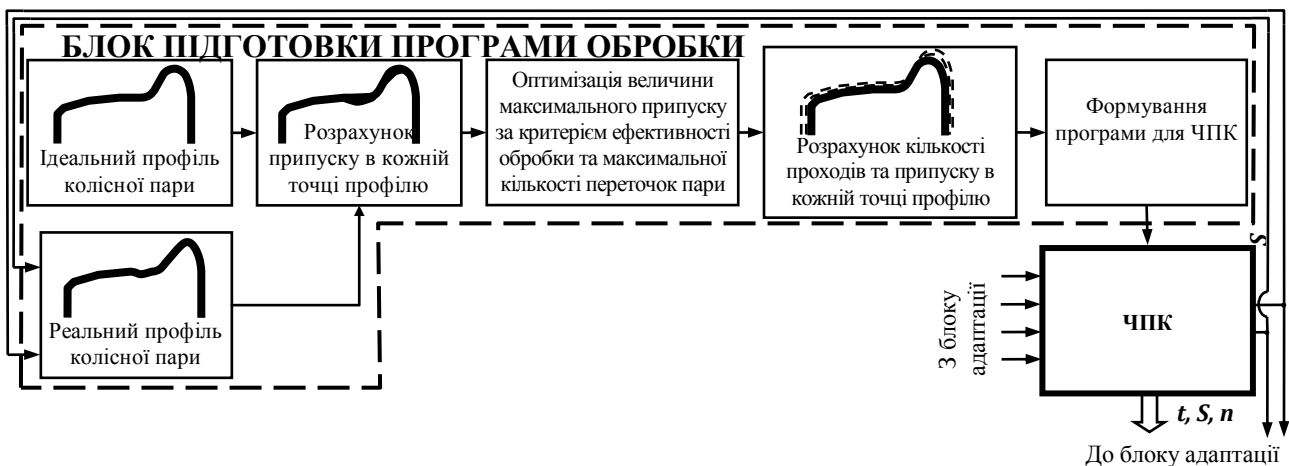 БЛОК ПІДГОТОВКИ ПРОГРАМИ ОБРОБКИ
Ідеальний профіль
колісної пари
Розрахунок
припуску в кожній
точці профілю
Оптимізація величини
максимального припуску
за критерієм ефективності
обробки та максимальної
кількості переточок пари
Розрахунок кількості
проходів та припуску в
кожній точці профілю
Формування
програми для ЧПК
Реальний профіль
колісної пари
З блоку
адаптації
ЧПК
S
t, S, n
До блоку адаптації